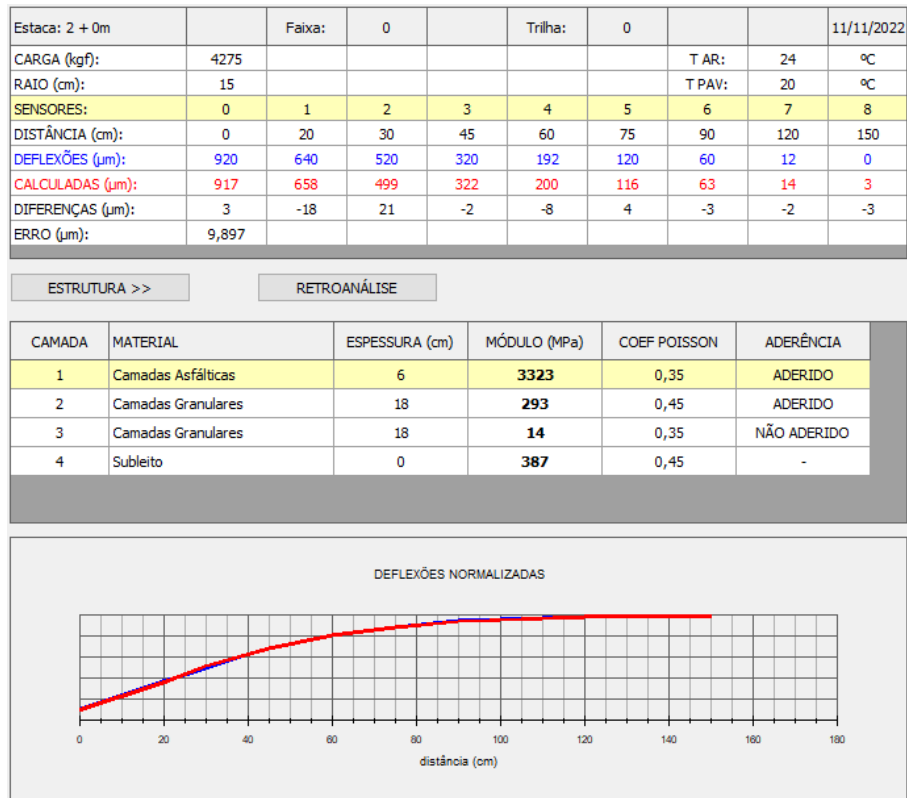 Estaca: 2 + 0m Faixa: 0 Trilha: 0 11/11/2022
CARGA (kgf): 4275 T AR: 24 ºC
RAIO (cm): 15 T PAV: 20 ºC
SENSORES: 0 1 2 3 4 5 6 7 8
DISTÂNCIA (cm): 0 20 30 45 60 75 90 120 150
DEFLEXÕES (µm): 920 640 520 320 192 120 60 12 0
CALCULADAS (µm): 917 658 499 322 200 116 63 14 3
DIFERENÇAS (µm): 3 -18 21 -2 -8 4 -3 -2 -3
ERRO (µm): 9,897
ESTRUTURA >> RETROANÁLISE
CAMADA MATERIAL ESPESSURA (cm) MÓDULO (MPa) COEF POISSON ADERÊNCIA
1 Camadas Asfálticas 6 3323 0,35 ADERIDO
2 Camadas Granulares 18 293 0,45 ADERIDO
3 Camadas Granulares 18 14 0,35 NÃO ADERIDO
4 Subleito 0 387 0,45 -
DEFLEXÕES NORMALIZADAS
0 20 40 60 80 100 120 140 160 180
distância (cm)